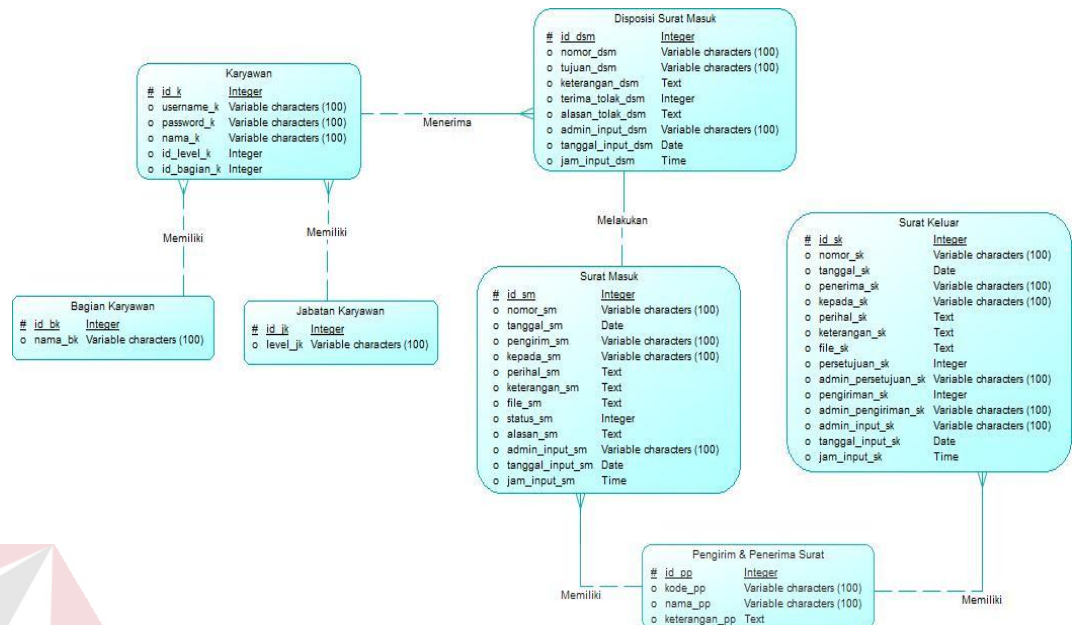 Disposisi Surat Masuk
# id_dsm Integer
o nomor_dsm Variable characters (100)
o tujuan_dsm Variable characters (100)
o keterangan_dsm Text
o terima_tolak_dsm Integer
o alasan_tolak_dsm Text
o admin_input_dsm Variable characters (100)
o tanggal_input_dsm Date
o jam_input_dsm Time
Karyawan
# id_k Integer
o username_k Variable characters (100)
o password_k Variable characters (100)
o nama_k Variable characters (100)
o id_level_k Integer
o id_bagian_k Integer
Menerima
Melakukan
Memiliki
Memiliki
Bagian Karyawan
# id_bk Integer
o nama_bk Variable characters (100)
Jabatan Karyawan
# id_jk Integer
o level_jk Variable characters (100)
Surat Masuk
# id_sm Integer
o nomor_sm Variable characters (100)
o tanggal_sm Date
o pengirim_sm Variable characters (100)
o kepada_sm Variable characters (100)
o perihal_sm Text
o keterangan_sm Text
o file_sm Text
o status_sm Integer
o alasan_sm Text
o admin_input_sm Variable characters (100)
o tanggal_input_sm Date
o jam_input_sm Time
Surat Keluar
# id_sk Integer
o nomor_sk Variable characters (100)
o tanggal_sk Date
o penerima_sk Variable characters (100)
o kepada_sk Variable characters (100)
o perihal_sk Text
o keterangan_sk Text
o file_sk Text
o persetujuan_sk Integer
o admin_persetujuan_sk Variable characters (100)
o pengiriman_sk Integer
o admin_pengiriman_sk Variable characters (100)
o admin_input_sk Variable characters (100)
o tanggal_input_sk Date
o jam_input_sk Time
Pengirim & Penerima Surat
# id_pp Integer
o kode_pp Variable characters (100)
o nama_pp Variable characters (100)
o keterangan_pp Text
Memiliki
Memiliki